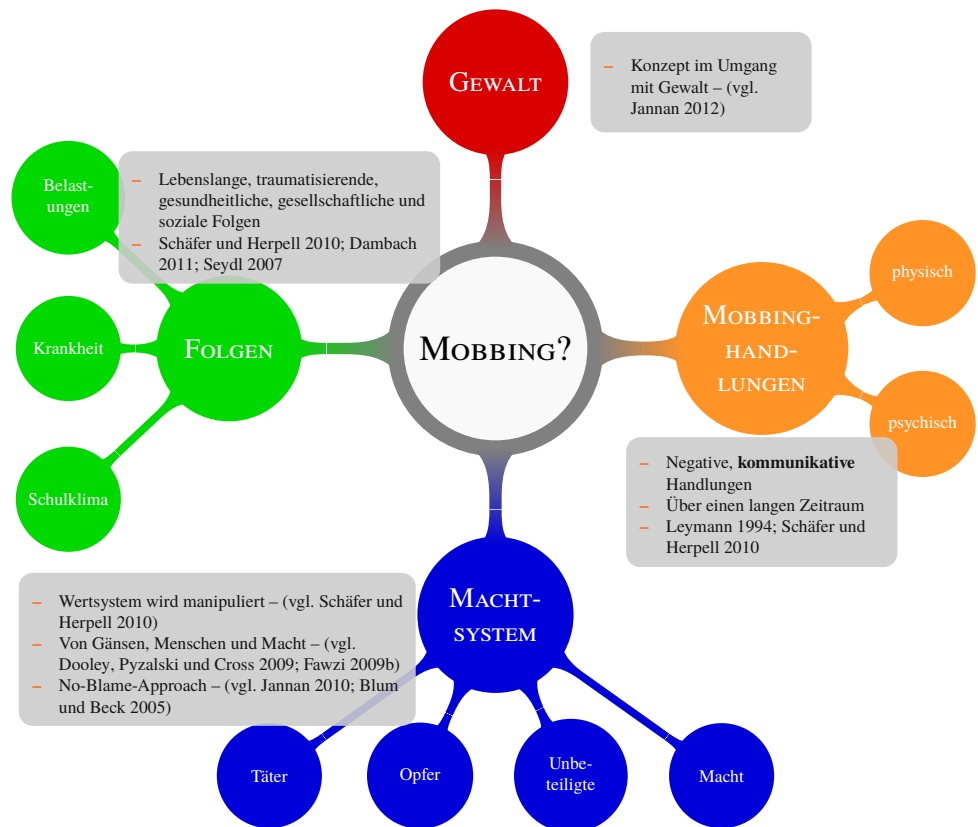 GEWALT
– Konzept im Umgang
mit Gewalt – (vgl.
Jannan 2012)
Belast-
ungen
– Lebenslange, traumatisierende,
gesundheitliche, gesellschaftliche und
soziale Folgen
– Schäfer und Herpell 2010; Dambach
2011; Seydl 2007
Krankheit
FOLGEN
Schulklima
MOBBING?
MOBBING-
HAND-
LUNGEN
physisch
psychisch
– Negative, kommunikative
Handlungen
– Über einen langen Zeitraum
– Leymann 1994; Schäfer und
Herpell 2010
– Wertsystem wird manipuliert – (vgl. Schäfer und
Herpell 2010)
– Von Gänsen, Menschen und Macht – (vgl.
Dooley, Pyzalski und Cross 2009; Fawzi 2009b)
– No-Blame-Approach – (vgl. Jannan 2010; Blum
und Beck 2005)
MACHT-
SYSTEM
Täter
Opfer
Unbe-
teiligte
Macht